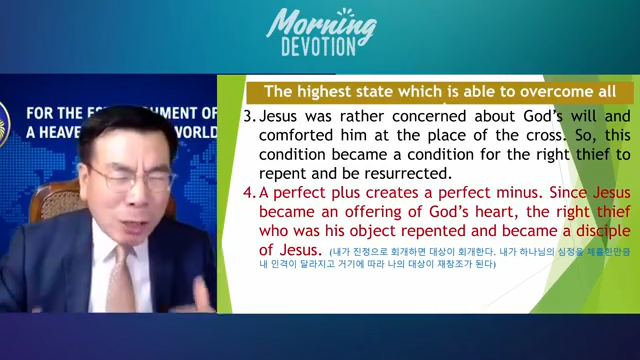 Morning
DEVOTION
FOR THE EST
MENT OF
A HEAVE
WORLD
The highest state which is able to overcome all
3. Jesus was rather concerned about God's will and
comforted him at the place of the cross. So, this
condition became a condition for the right thief to
repent and be resurrected.
4. A perfect plus creates a perfect minus. Since Jesus
became an offering of God's heart, the right thief
who was his object repented and became a disciple
of Jesus. (내가 진정으로 회개하면 대상이 회개한다. 내가 하나님의 심정을 제휼한만큼
내 인격이 달라지고 거기에 따라 나의 대상이 재창조가 된다)